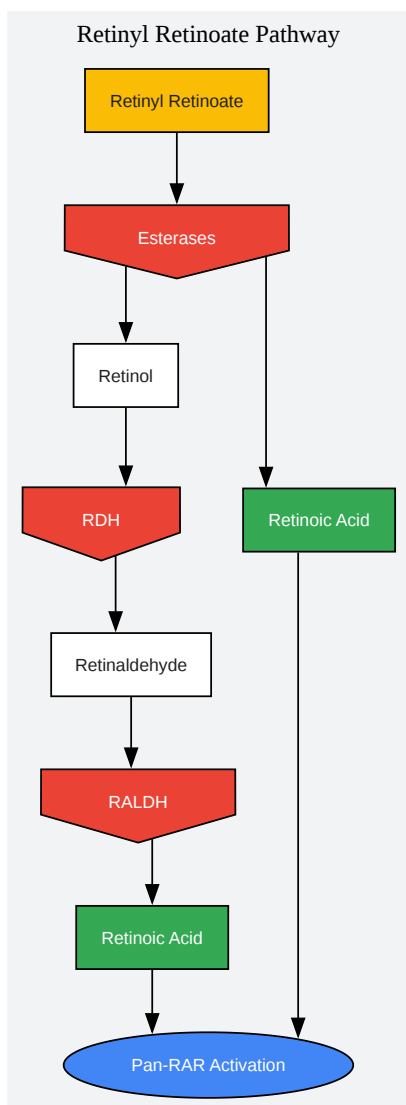 Retinyl Retinoate Pathway
Retinyl Retinoate
Esterases
Retinol
RDH
Retinoic Acid
Retinaldehyde
RALDH
Retinoic Acid
Pan-RAR Activation